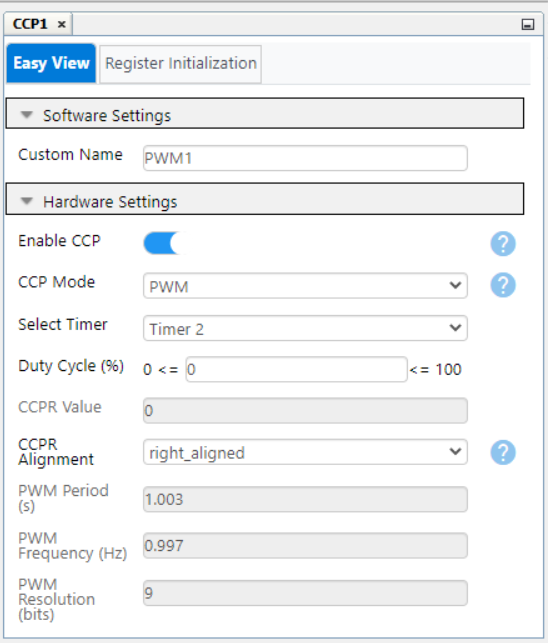 CCP1 ×
Easy View Register Initialization
Software Settings
Custom Name PWM1
Hardware Settings
Enable CCP ?
CCP Mode PWM ?
Select Timer Timer 2
Duty Cycle (%) 0 <= 0 <= 100
CCPR Value 0
CCPR
Alignment right_aligned ?
PWM Period
(s) 1.003
PWM
Frequency (Hz) 0.997
PWM
Resolution
(bits) 9